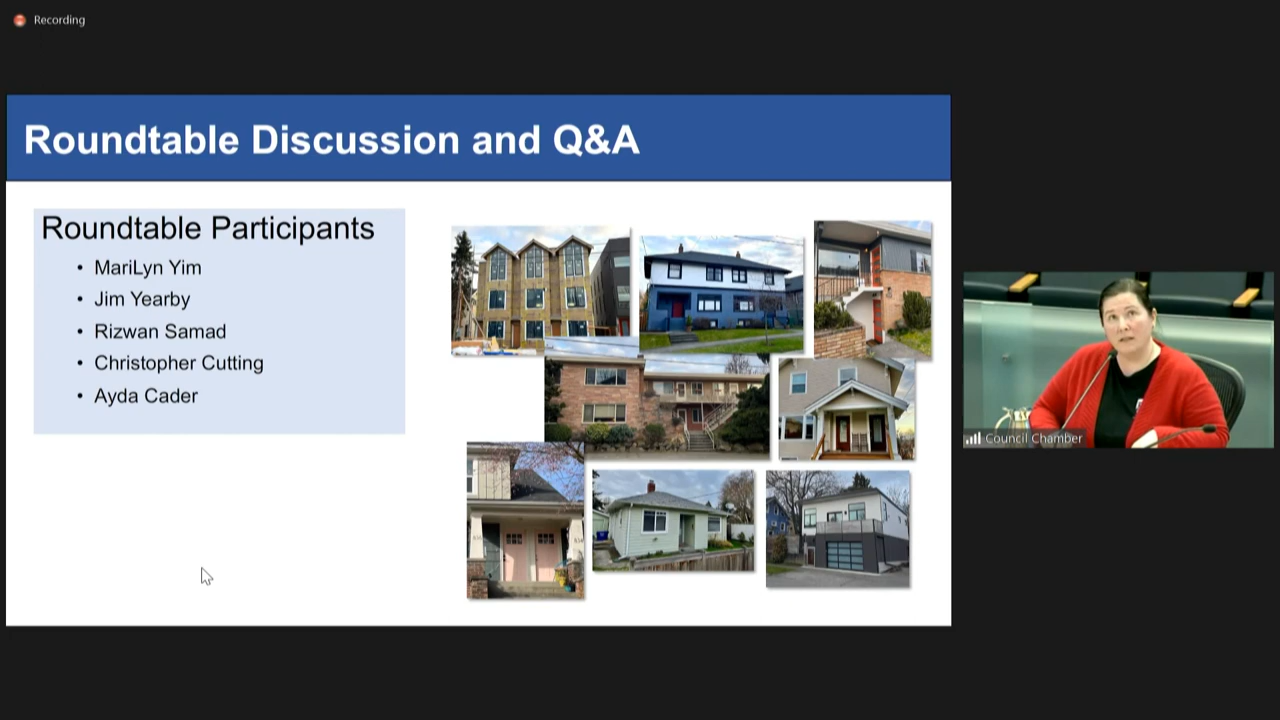 Recording
Roundtable Discussion and Q&A
Roundtable Participants
• MariLyn Yim
• Jim Yearby
• Rizwan Samad
• Christopher Cutting
• Ayda Cader
Council Chamber